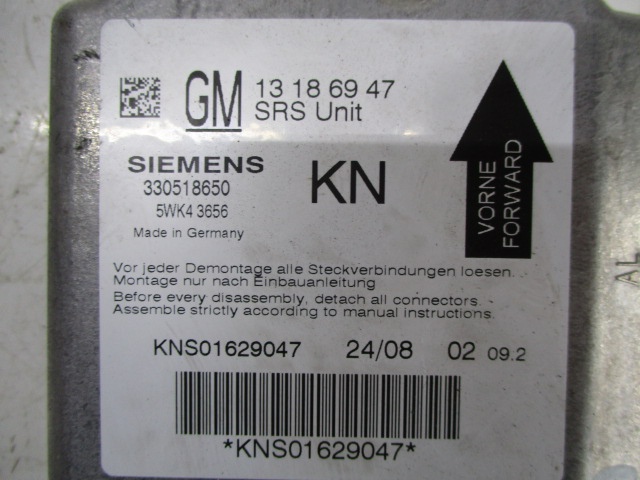 GM 13 18 69 47
SRS Unit
SIEMENS
330518650
5WK4 3656
Made in Germany
KN
VORNE
FORWARD
Vor jeder Demontage alle Steckverbindungen loesen.
Montage nur nach Einbauanleitung
Before every disassembly, detach all connectors.
Assemble strictly according to manual instructions.
KNS01629047 24/08 02 09.2
*KNS01629047*
AL